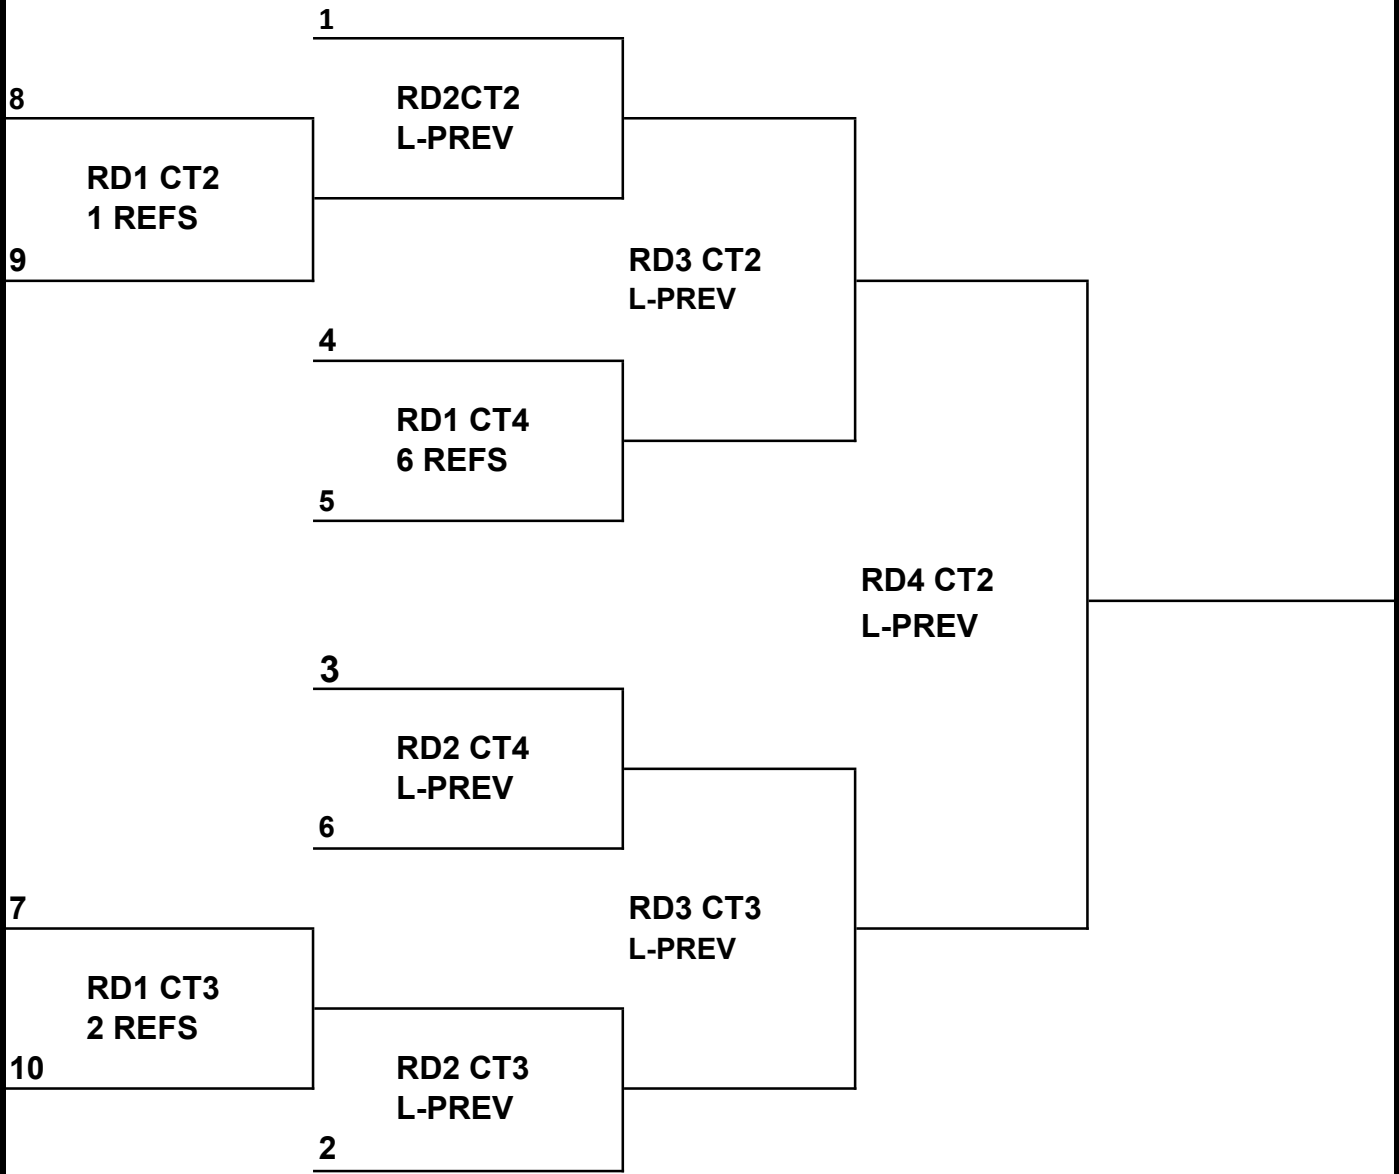 1
8
RD2CT2
L-PREV
RD1 CT2
1 REFS
9
RD3 CT2
L-PREV
4
RD1 CT4
6 REFS
5
RD4 CT2
L-PREV
3
RD2 CT4
L-PREV
6
7
RD3 CT3
L-PREV
RD1 CT3
2 REFS
10
RD2 CT3
L-PREV
2